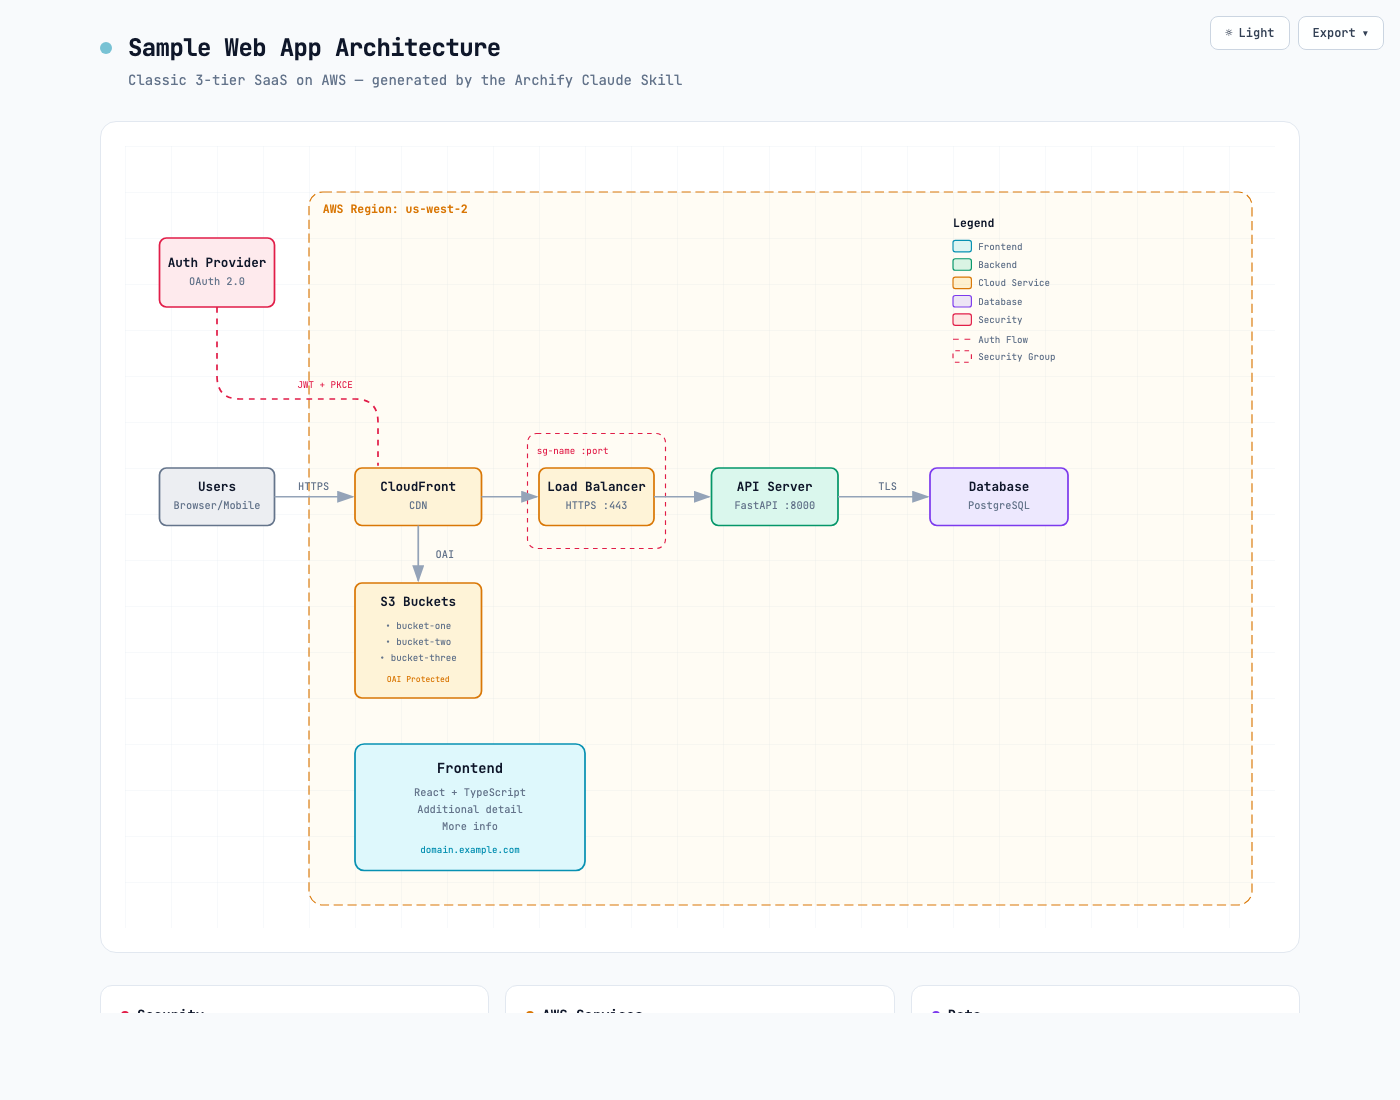 Sample Web App Architecture
Classic 3-tier SaaS on AWS — generated by the Archify Claude Skill
☼ Light
Export ▾
AWS Region: us-west-2
Legend
Frontend
Backend
Cloud Service
Database
Security
Auth Flow
Security Group
Auth Provider
OAuth 2.0
JWT + PKCE
Users
Browser/Mobile
HTTPS
CloudFront
CDN
sg-name :port
Load Balancer
HTTPS :443
API Server
FastAPI :8000
TLS
Database
PostgreSQL
OAI
S3 Buckets
• bucket-one
• bucket-two
• bucket-three
OAI Protected
Frontend
React + TypeScript
Additional detail
More info
domain.example.com
Security
AWS Services
Data